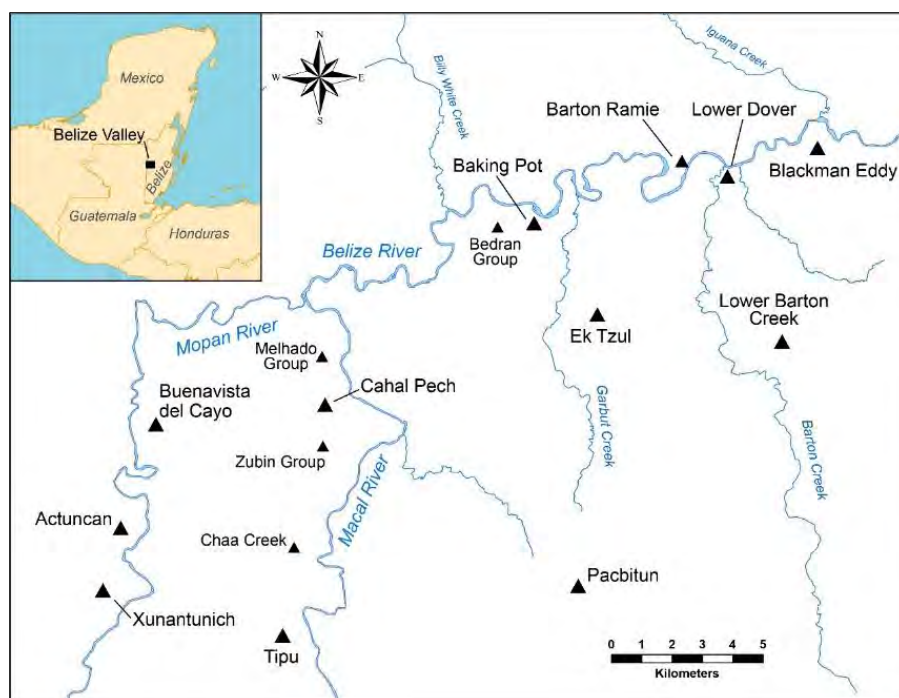 Mexico
Belize Valley
Belize
Guatemala
Honduras
N
W
E
S
Billy White Creek
Iguana Creek
Barton Ramie
Lower Dover
Baking Pot
Blackman Eddy
Bedran
Group
Belize River
Mopan River
Ek Tzul
Lower Barton
Creek
Melhado
Group
Buenavista
del Cayo
Cahal Pech
Garbut Creek
Zubin Group
Macal River
Barton Creek
Actuncan
Chaa Creek
Pacbitun
Xunantunich
Tipu
0 1 2 3 4 5
Kilometers